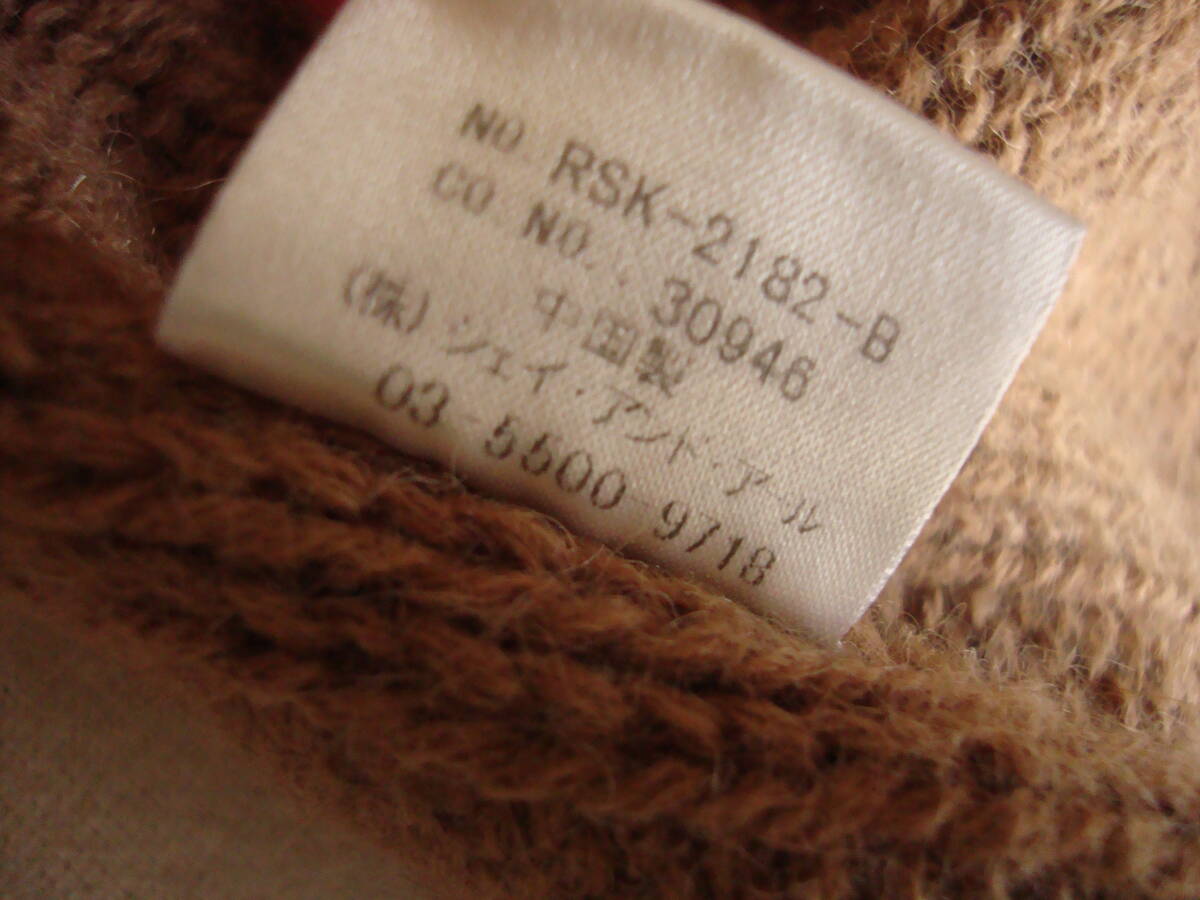 NO. RSK-2182-B
CO. NO.: 30946
中国製
(株)ジェイ・アンド・アール
03-5500-9718